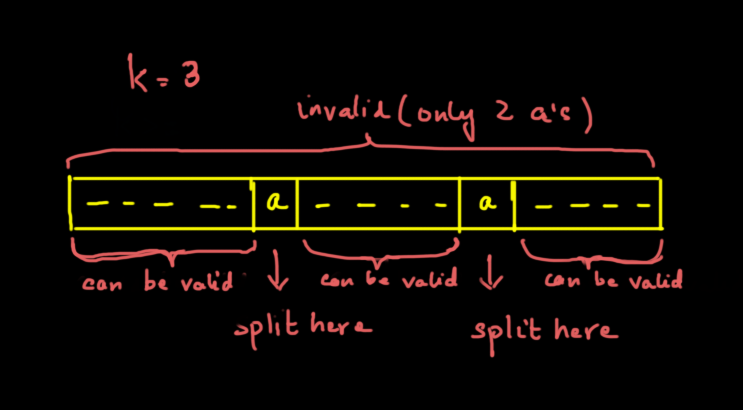 k = 3
invalid (only 2 a's)
a a
can be valid can be valid can be valid
split here split here